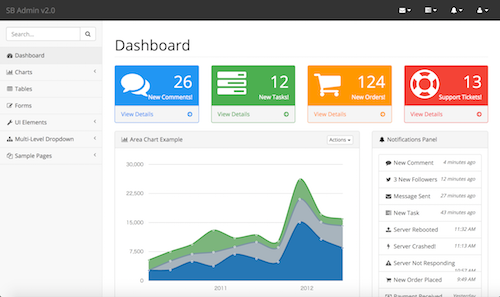 SB Admin v2.0
Search...
Dashboard
Charts
Tables
Forms
UI Elements
Multi-Level Dropdown
Sample Pages
Dashboard
26
New Comments!
View Details
12
New Tasks!
View Details
124
New Orders!
View Details
13
Support Tickets!
View Details
Area Chart Example
Actions
30,000
22,500
15,000
7,500
0
2011
2012
Notifications Panel
New Comment 4 minutes ago
3 New Followers 12 minutes ago
Message Sent 27 minutes ago
New Task 43 minutes ago
Server Rebooted 11:32 AM
Server Crashed! 11:13 AM
Server Not Responding
10:57 AM
New Order Placed 9:49 AM
Payment Received Yesterday